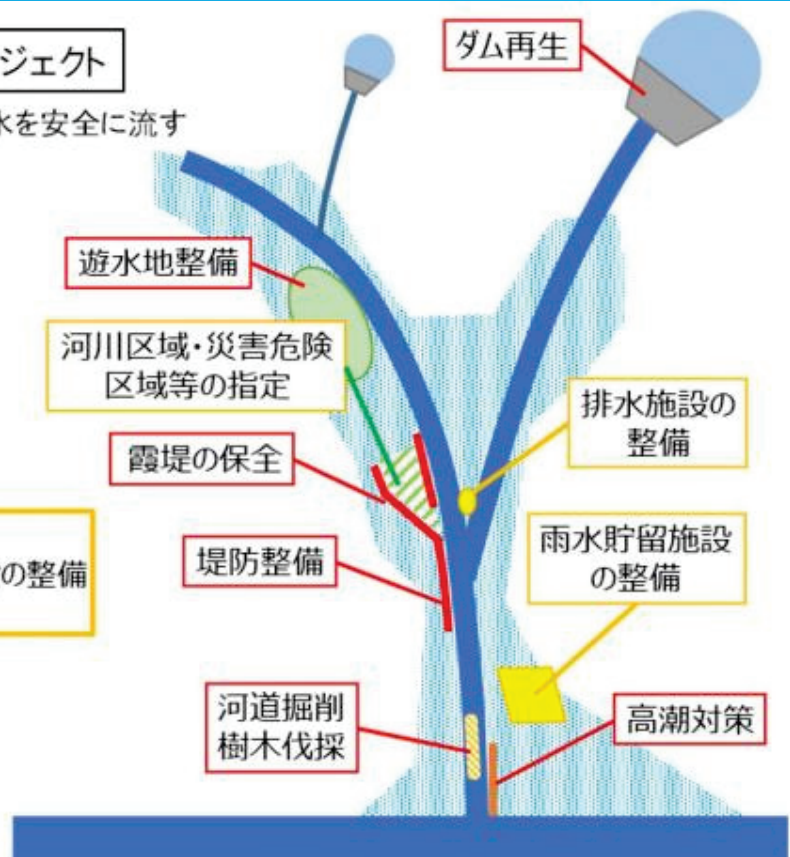 ジェクト
水を安全に流す
ダム再生
遊水地整備
河川区域・災害危険
区域等の指定
排水施設の
整備
霞堤の保全
雨水貯留施設
の整備
の整備
堤防整備
河道掘削
樹木伐採
高潮対策